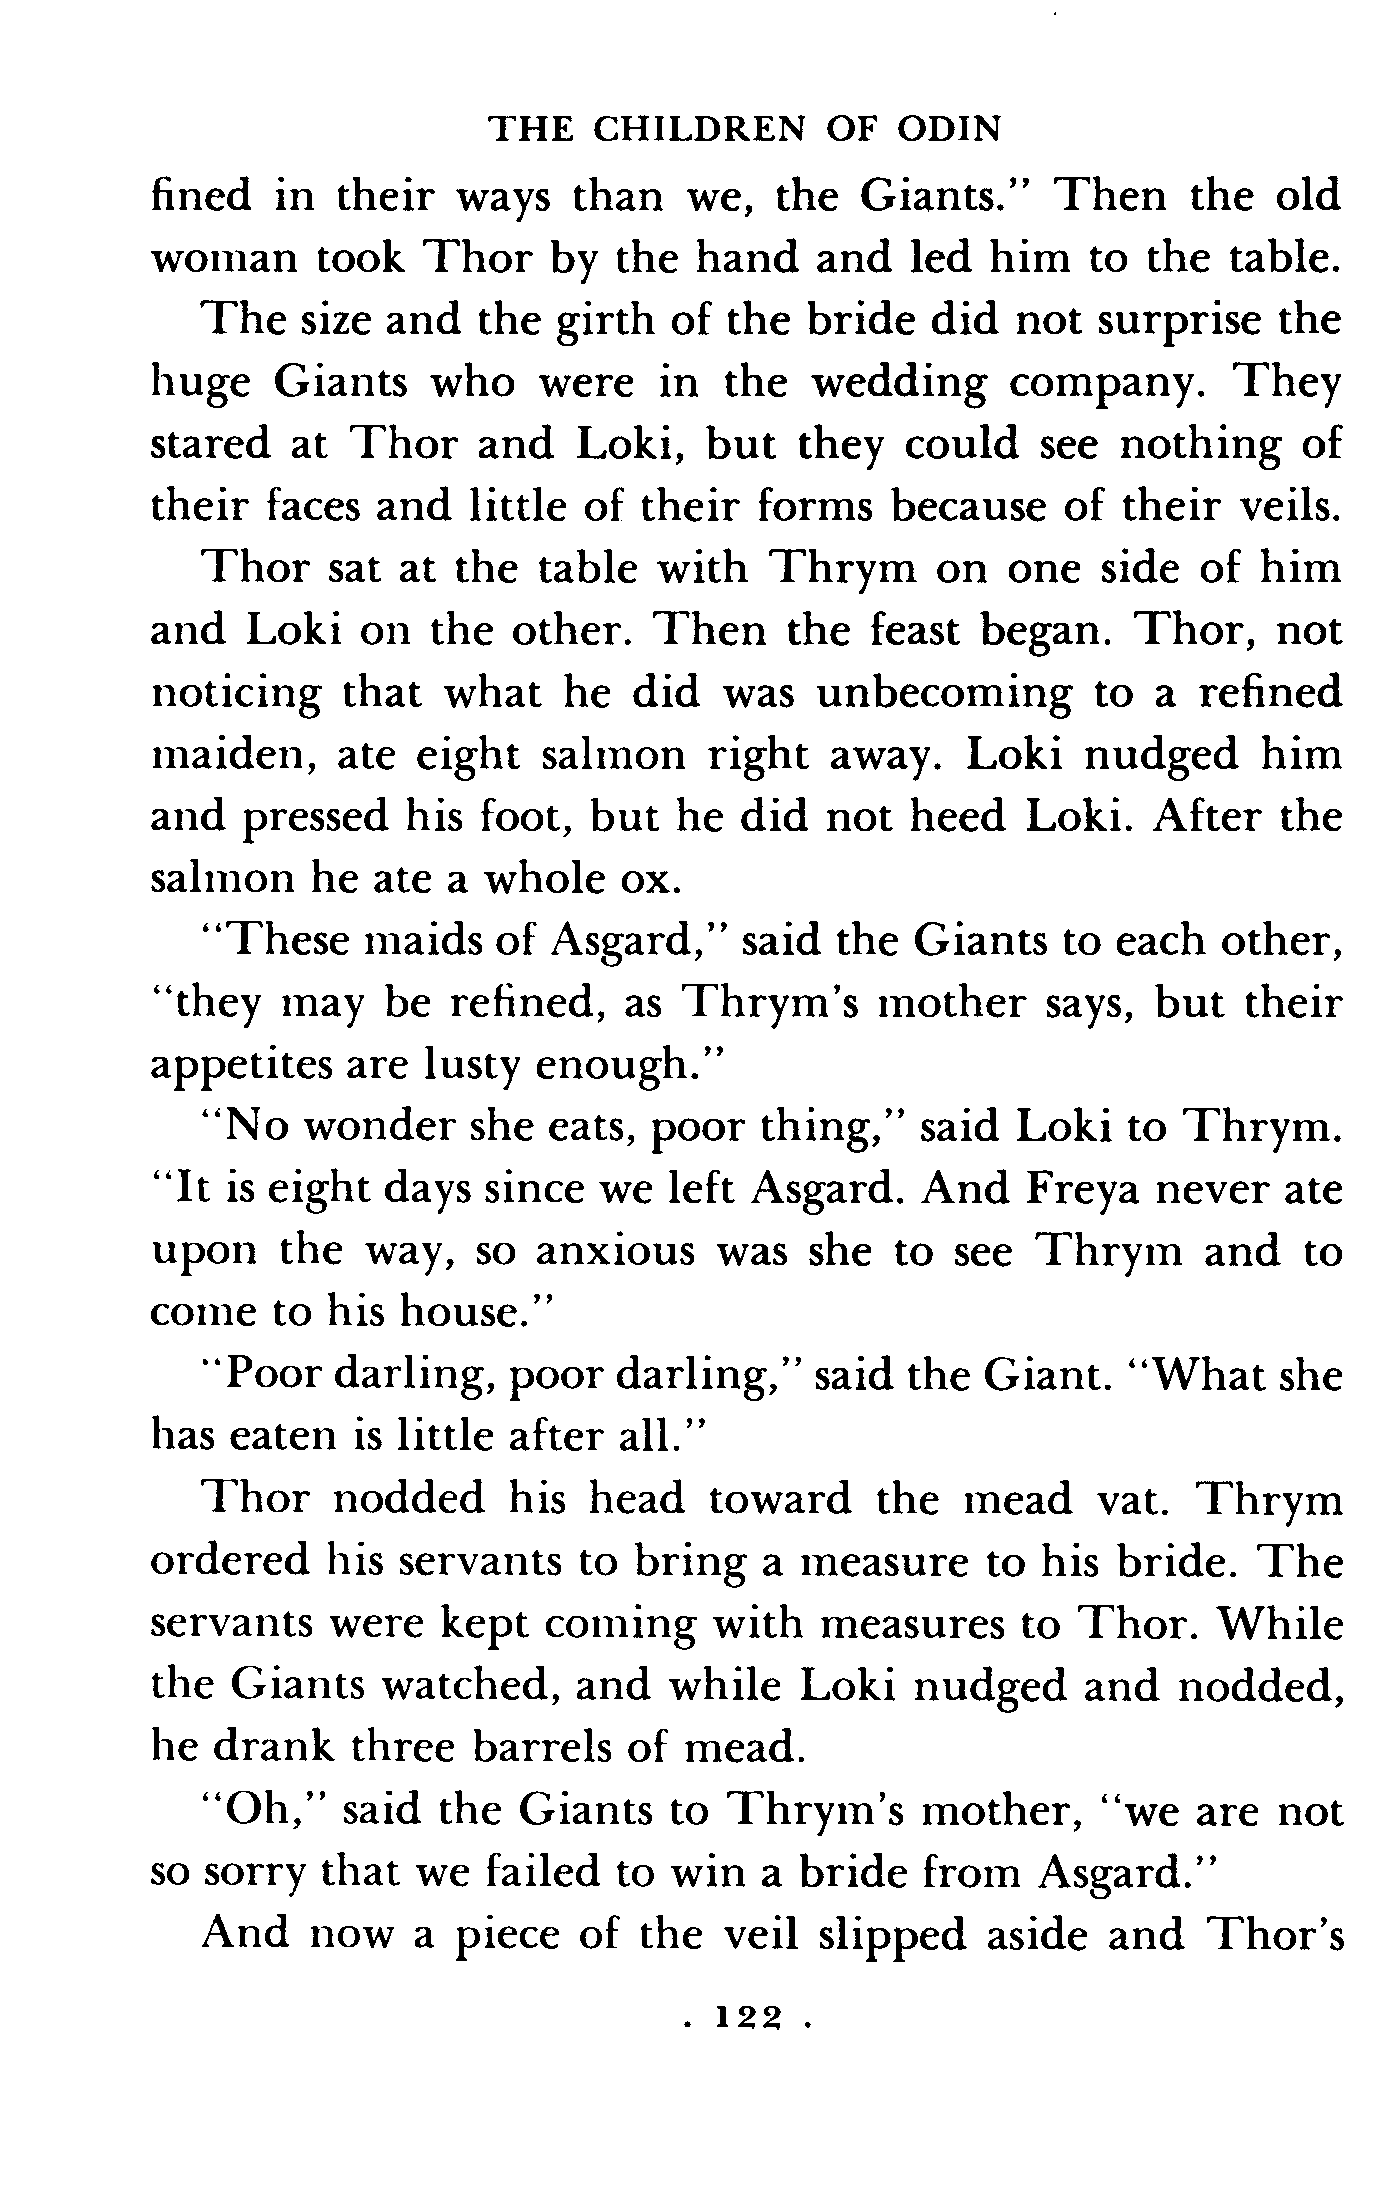 THE CHILDREN OF ODIN
fined in their ways than we, the Giants.” Then the old
woman took Thor by the hand and led him to the table.
The size and the girth of the bride did not surprise the
huge Giants who were in the wedding company. They
stared at Thor and Loki, but they could see nothing of
their faces and little of their forms because of their veils.
Thor sat at the table with Thrym on one side of him
and Loki on the other. Then the feast began. Thor, not
noticing that what he did was unbecoming to a refined
maiden, ate eight salmon right away. Loki nudged him
and pressed his foot, but he did not heed Loki. After the
salmon he ate a whole ox.
“These maids of Asgard,” said the Giants to each other,
“they may be refined, as Thrym’s mother says, but their
appetites are lusty enough.”
“No wonder she eats, poor thing,” said Loki to Thrym.
“It is eight days since we left Asgard. And Freya never ate
upon the way, so anxious was she to see Thrym and to
come to his house.”
“Poor darling, poor darling,” said the Giant. “What she
has eaten is little after all.”
Thor nodded his head toward the mead vat. Thrym
ordered his servants to bring a measure to his bride. The
servants were kept coming with measures to Thor. While
the Giants watched, and while Loki nudged and nodded,
he drank three barrels of mead.
“Oh,” said the Giants to Thrym’s mother, “we are not
so sorry that we failed to win a bride from Asgard.”
And now a piece of the veil slipped aside and Thor’s
. 122 .